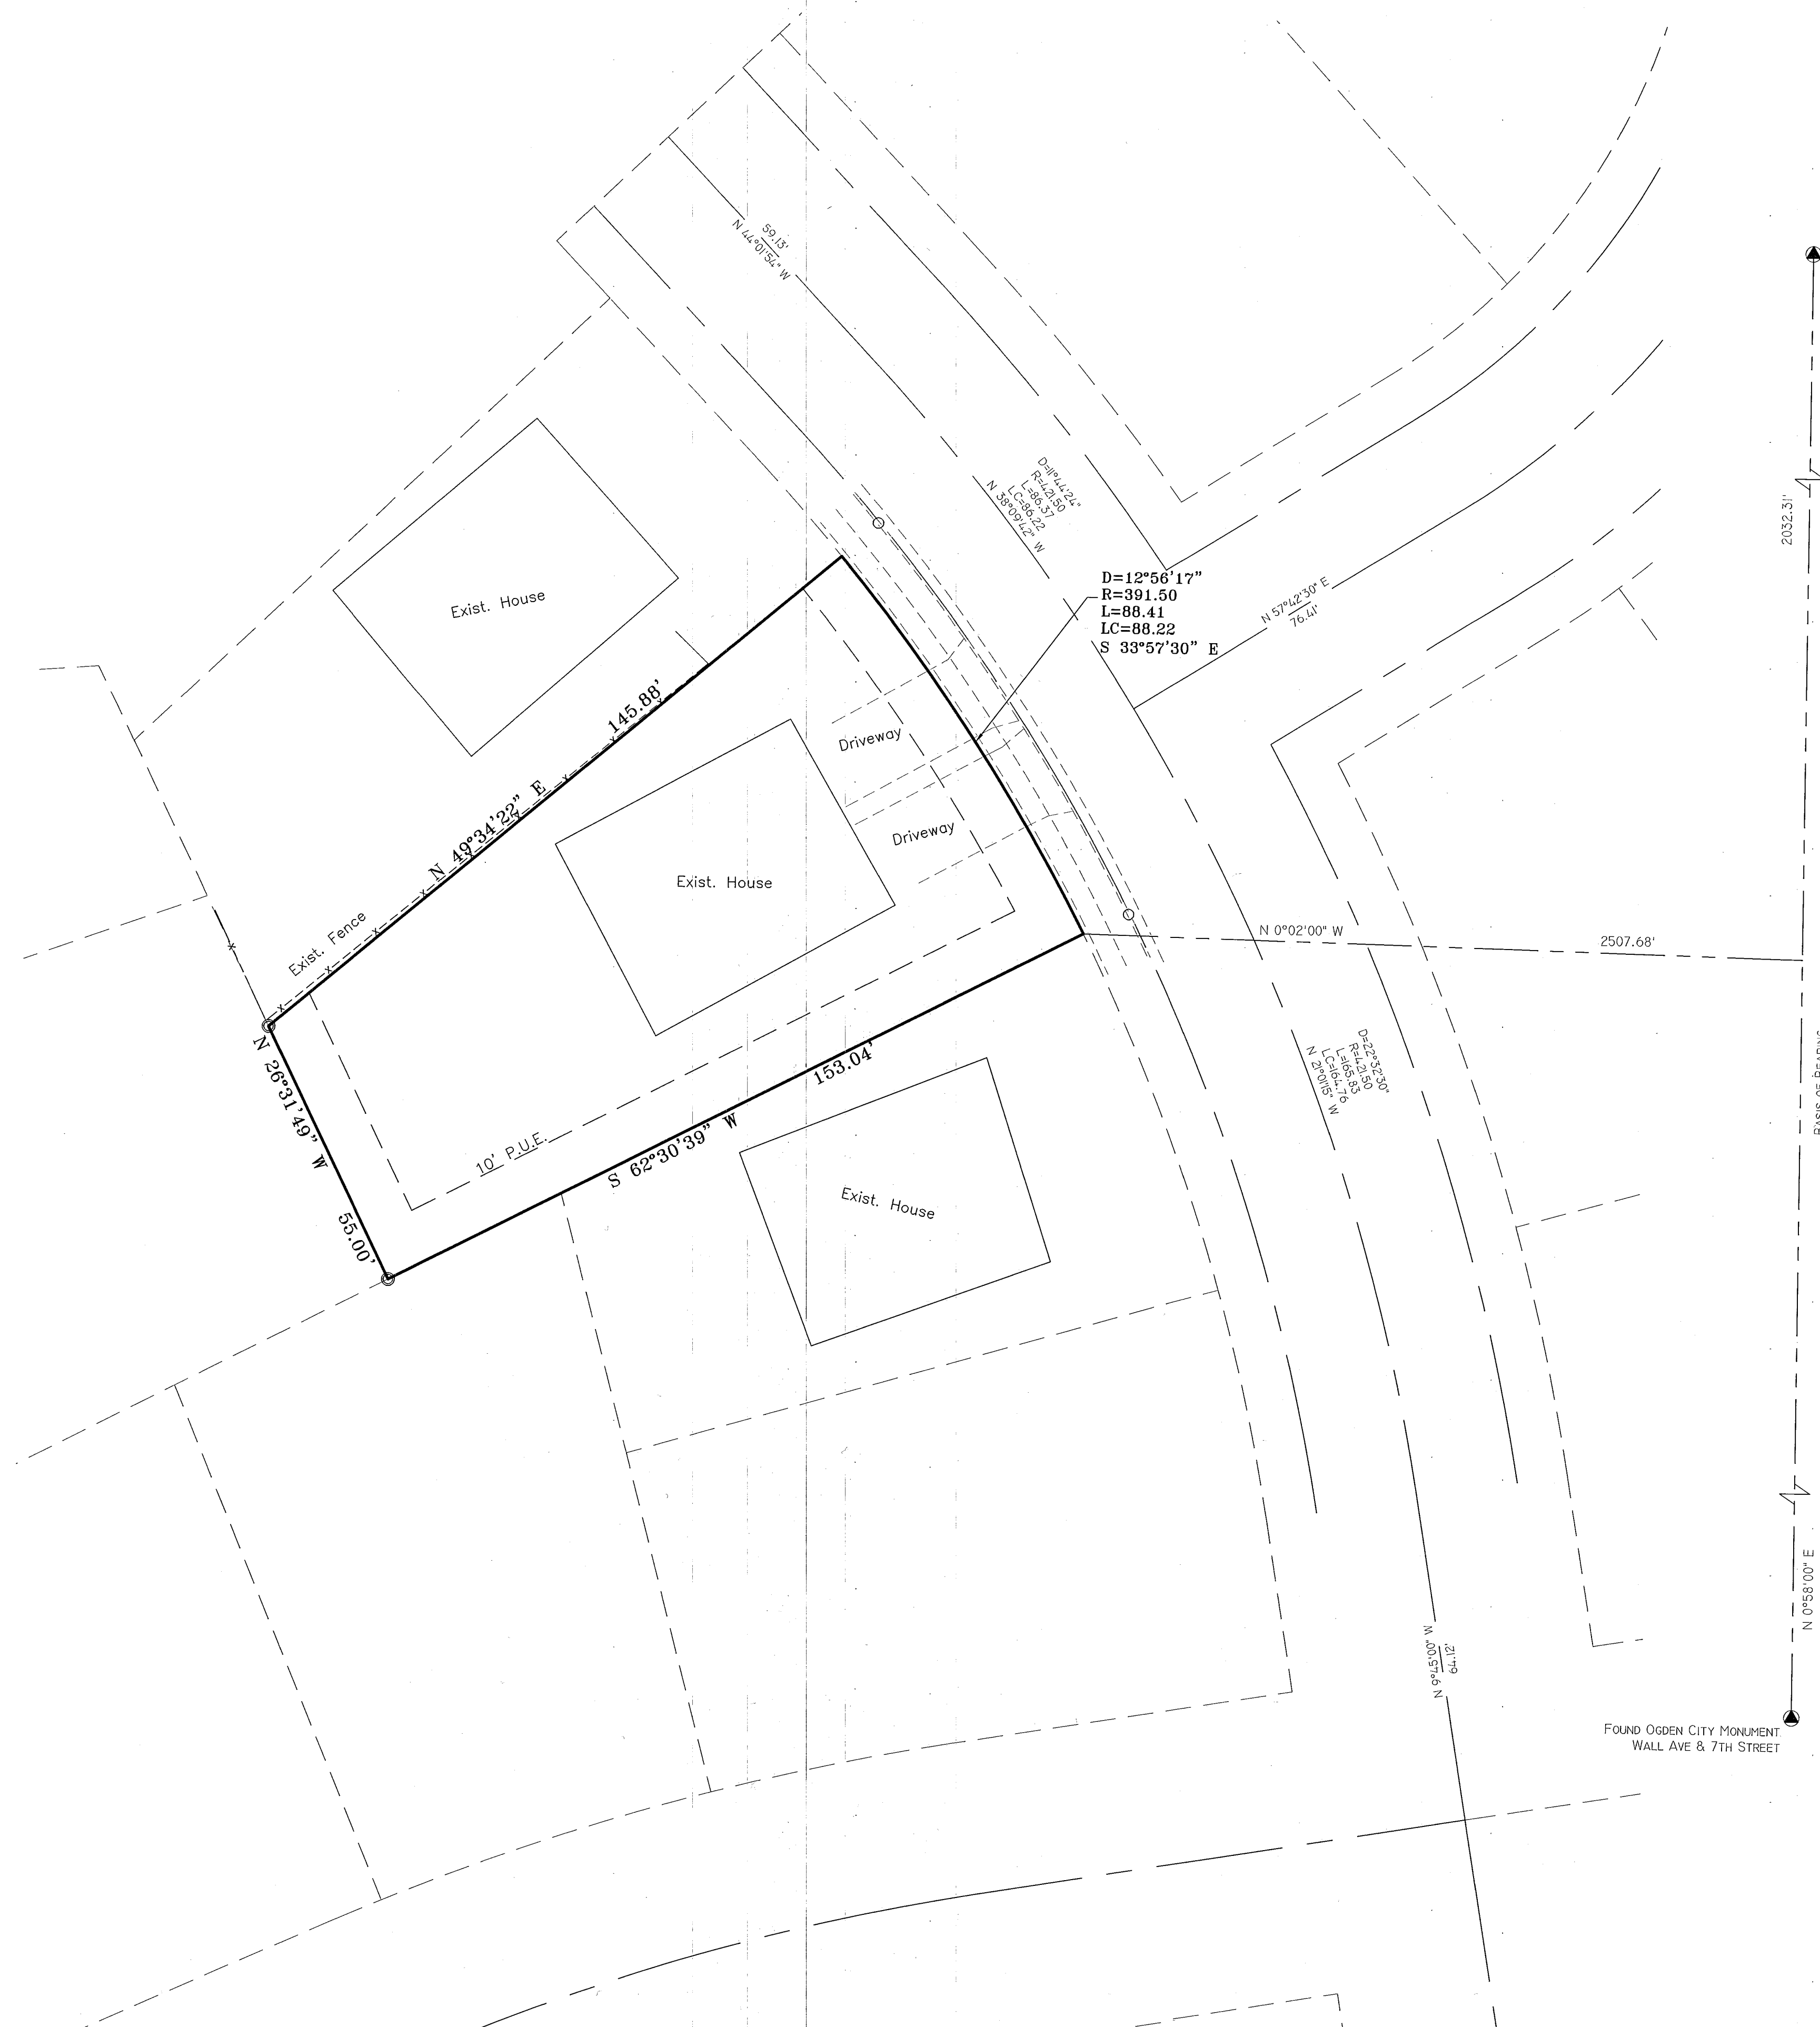 59.13'
N 44°01'54" W
D=11°44'24"
R=421.50
L=86.37
LC=86.22
N 38°09'42" W
2032.31'
D=12°56'17"
R=391.50
L=88.41
LC=88.22
S 33°57'30" E
N 57°42'30" E
76.41'
Exist. House
145.88'
N 49°34'22" E
Driveway
Driveway
Exist. House
Exist. Fence
N 0°02'00" W
2507.68'
N 26°31'49" W
55.00'
153.04'
S 62°30'39" W
10' P.U.E.
D=22°32'30"
R=421.50
L=165.83
LC=164.76
N 21°01'15" W
BASIS OF BEARING
Exist. House
N 0°58'00" E
64.12'
N 9°45'00" W
FOUND OGDEN CITY MONUMENT
WALL AVE & 7TH STREET